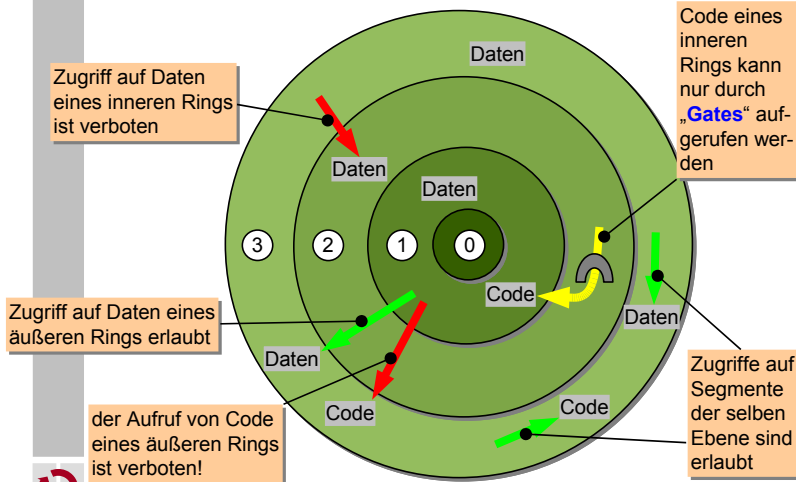 Code eines
inneren
Rings kann
nur durch
„Gates“ auf-
gerufen wer-
den
Daten
Zugriff auf Daten
eines inneren Rings
ist verboten
Daten
Daten
3
2
1
0
Code
Daten
Zugriff auf Daten eines
äußeren Rings erlaubt
Daten
Code
Code
Zugriffe auf
Segmente
der selben
Ebene sind
erlaubt
der Aufruf von Code
eines äußeren Rings
ist verboten!